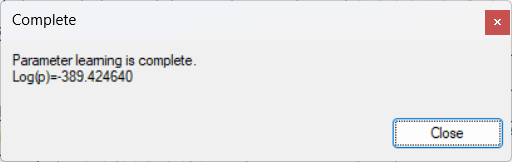 Complete
Parameter learning is complete.
Log(p)=-389.424640
Close